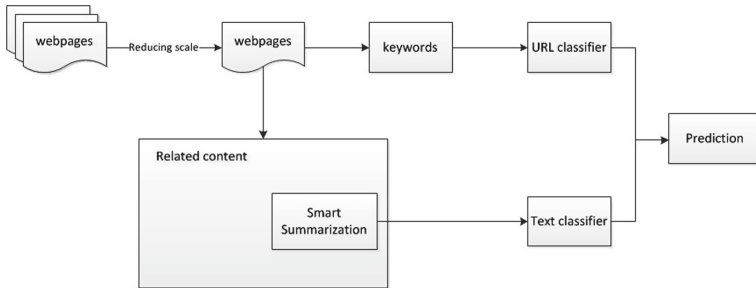 webpages
Reducing scale
webpages
keywords
URL classifier
Prediction
Related content
Smart
Summarization
Text classifier